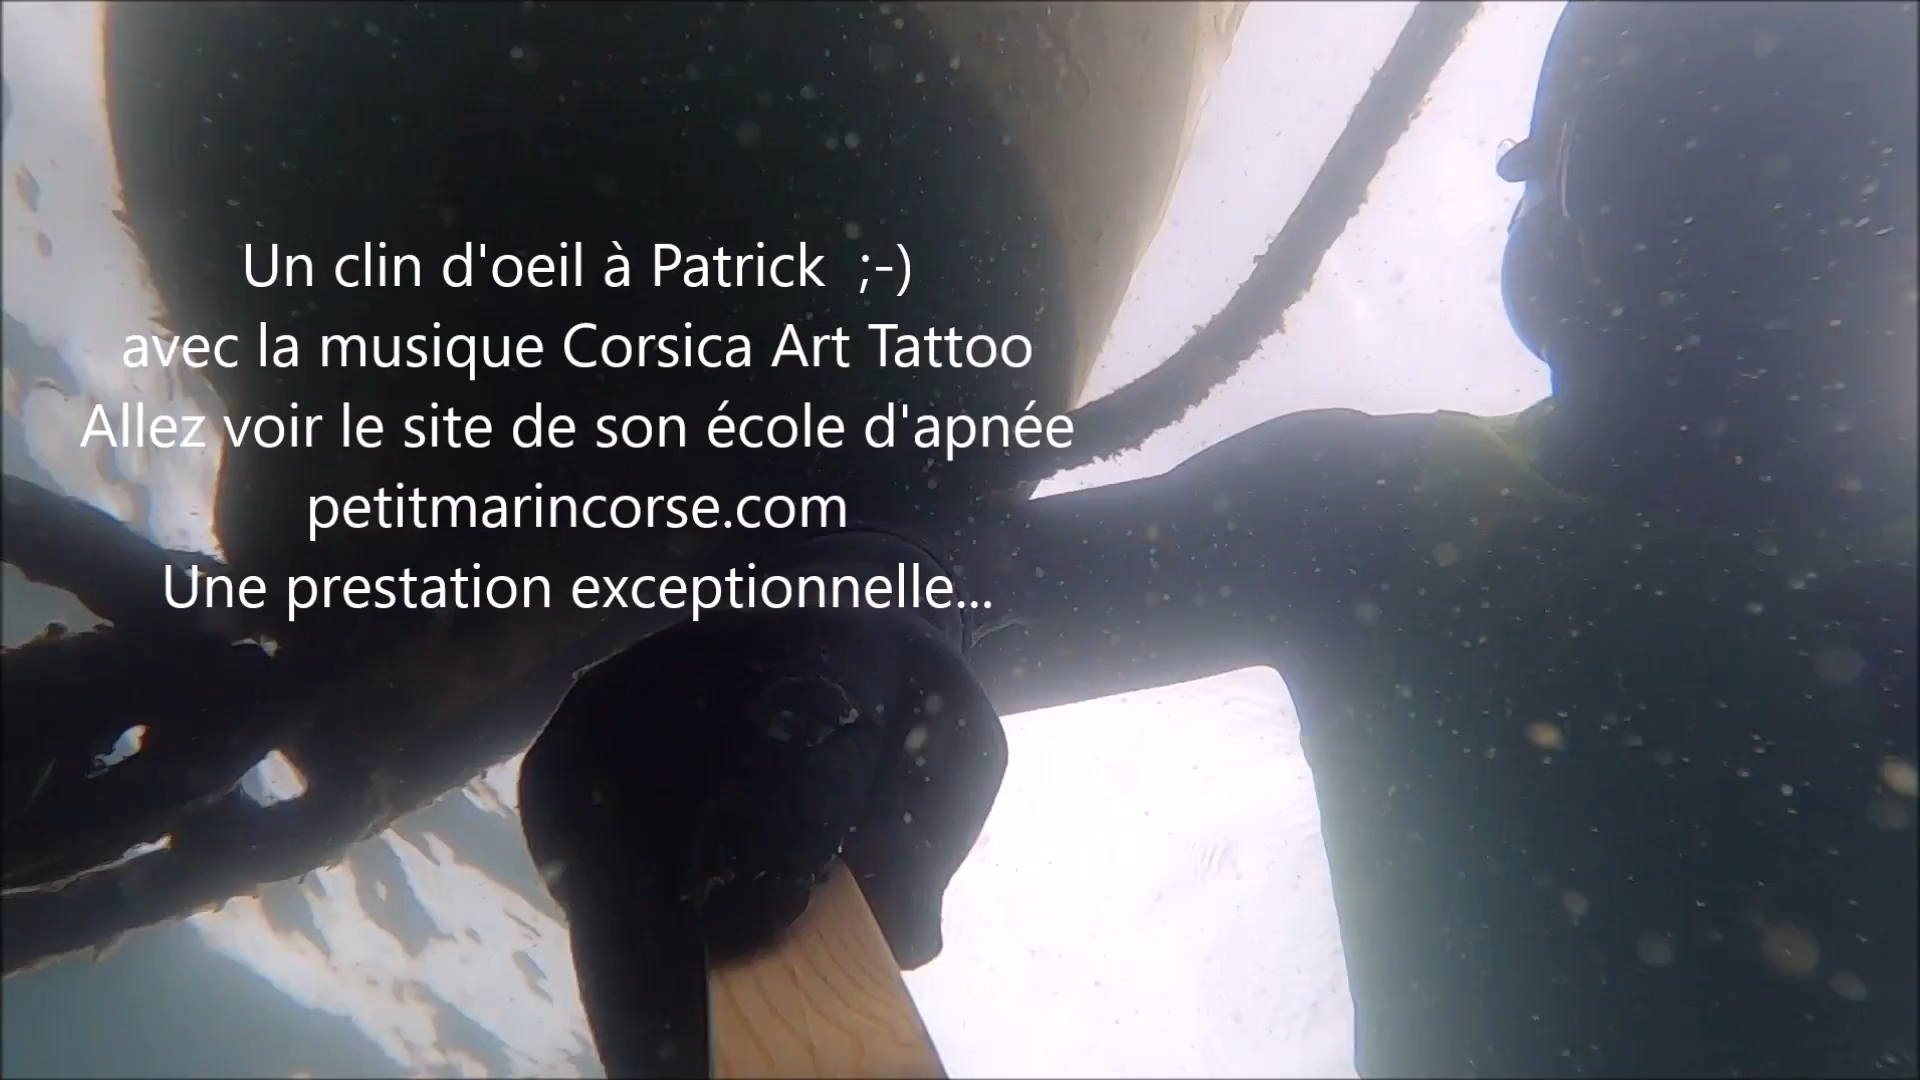 Un clin d'oeil à Patrick  ;-)
avec la musique Corsica Art Tattoo
Allez voir le site de son école d'apnée
petitmarincorse.com
Une prestation exceptionnelle...